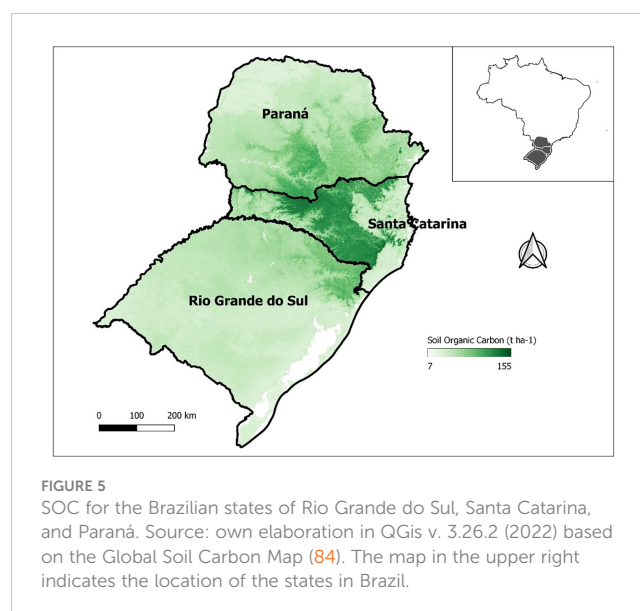 Paraná
Santa Catarina
Rio Grande do Sul
Soil Organic Carbon (t ha-1)
7 155
0 100 200 km
FIGURE 5
SOC for the Brazilian states of Rio Grande do Sul, Santa Catarina,
and Paraná. Source: own elaboration in QGis v. 3.26.2 (2022) based
on the Global Soil Carbon Map (84). The map in the upper right
indicates the location of the states in Brazil.